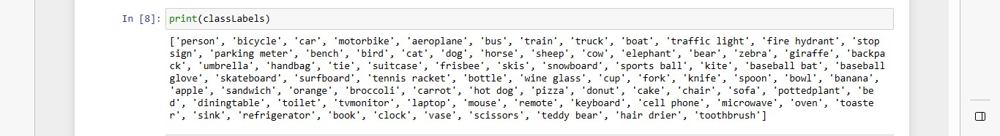 In [8]: print(classLabels)
['person', 'bicycle', 'car', 'motorbike', 'aeroplane', 'bus', 'train', 'truck', 'boat', 'traffic light', 'fire hydrant', 'stop
sign', 'parking meter', 'bench', 'bird', 'cat', 'dog', 'horse', 'sheep', 'cow', 'elephant', 'bear', 'zebra', 'giraffe', 'backpa
ck', 'umbrella', 'handbag', 'tie', 'suitcase', 'frisbee', 'skis', 'snowboard', 'sports ball', 'kite', 'baseball bat', 'baseball
glove', 'skateboard', 'surfboard', 'tennis racket', 'bottle', 'wine glass', 'cup', 'fork', 'knife', 'spoon', 'bowl', 'banana',
'apple', 'sandwich', 'orange', 'broccoli', 'carrot', 'hot dog', 'pizza', 'donut', 'cake', 'chair', 'sofa', 'pottedplant', 'be
d', 'diningtable', 'toilet', 'tvmonitor', 'laptop', 'mouse', 'remote', 'keyboard', 'cell phone', 'microwave', 'oven', 'toaste
r', 'sink', 'refrigerator', 'book', 'clock', 'vase', 'scissors', 'teddy bear', 'hair drier', 'toothbrush']